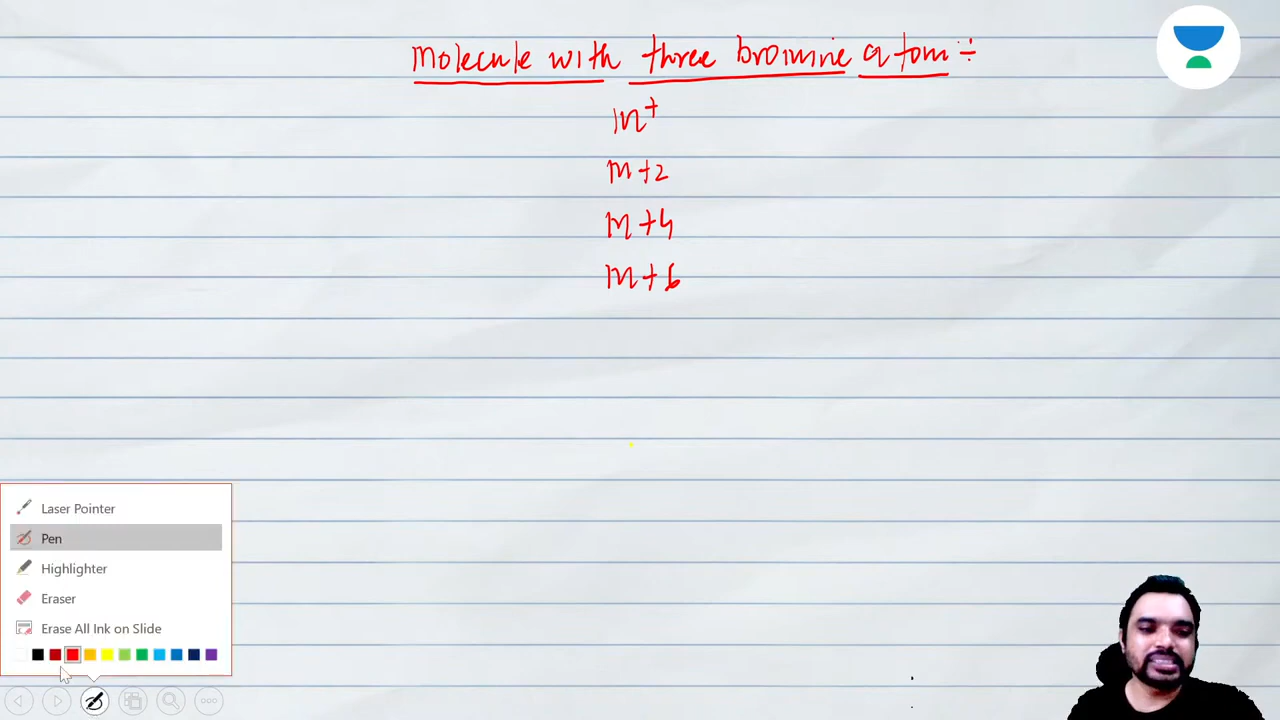 Molecule with three bromine atom ÷
m+
m+2
m+4
m+6
Laser Pointer
Pen
Highlighter
Eraser
Erase All Ink on Slide